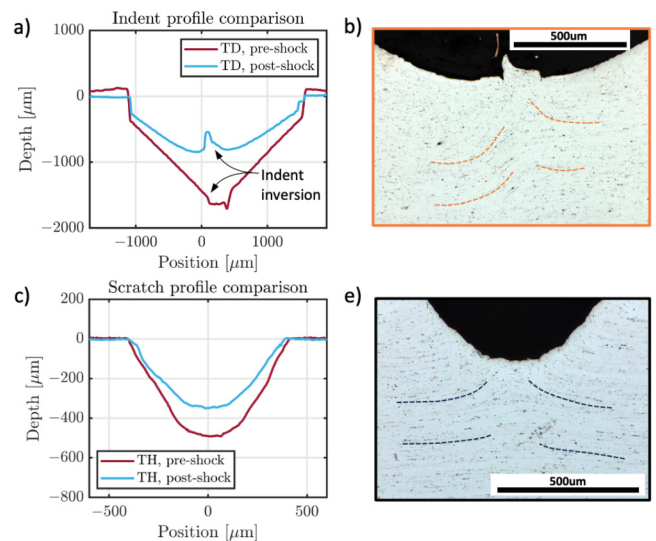 a)
Indent profile comparison
1000
0
−1000
−2000
Depth [μm]
TD, pre-shock
TD, post-shock
Indent
inversion
−1000
0
1000
Position [μm]
b)
500um
c)
Scratch profile comparison
200
0
−200
−400
−600
−800
Depth [μm]
TH, pre-shock
TH, post-shock
−500
0
500
Position [μm]
e)
500um